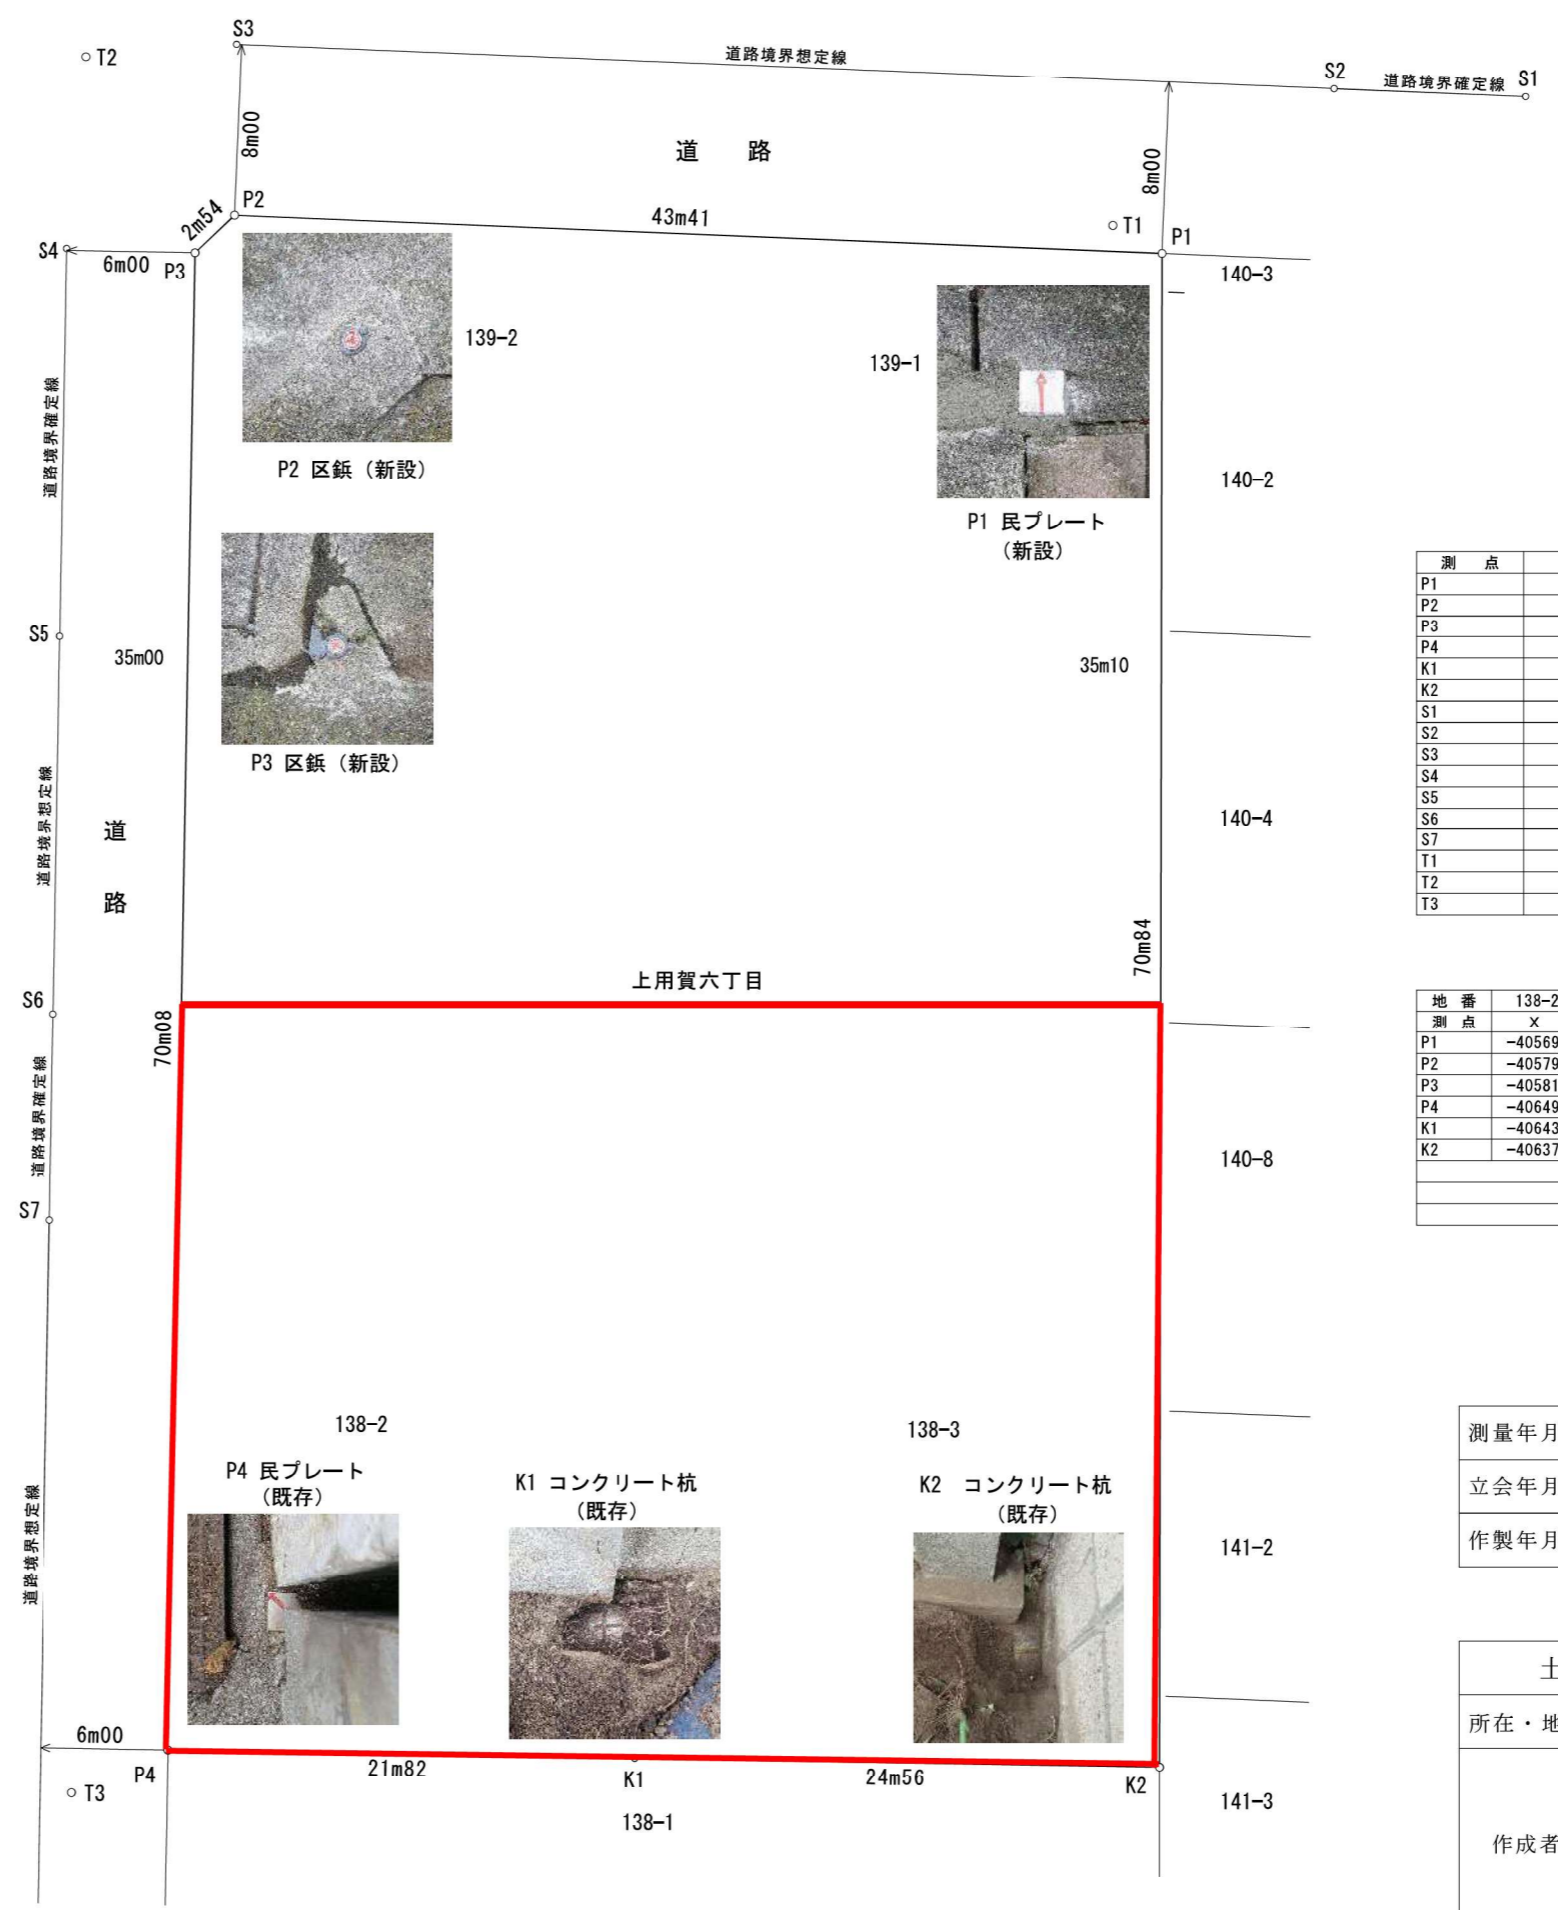 S3
T2
道路境界想定線
S2
道路境界確定線
S1
8m00
道 路
8m00
P2
2m54
43m41
T1
P1
S4
6m00
P3
140-3
139-2
139-1
道路境界確定線
P2 区鋲（新設）
140-2
P1 民プレート
（新設）
S5
35m00
35m10
P3 区鋲（新設）
道路境界想定線
道
路
140-4
70m84
上用賀六丁目
S6
70m08
道路境界確定線
140-8
S7
138-2
138-3
P4 民プレート
（既存）
K1 コンクリート杭
（既存）
K2 コンクリート杭
（既存）
道路境界想定線
141-2
6m00
P4
21m82
K1
24m56
K2
T3
138-1
141-3
測 点
P1
P2
P3
P4
K1
K2
S1
S2
S3
S4
S5
S6
S7
T1
T2
T3
地 番 138-2
測 点 X
P1 -40569
P2 -40579
P3 -40581
P4 -40649
K1 -40643
K2 -40637
測量年月
立会年月
作製年月
土
所在・地
作成者